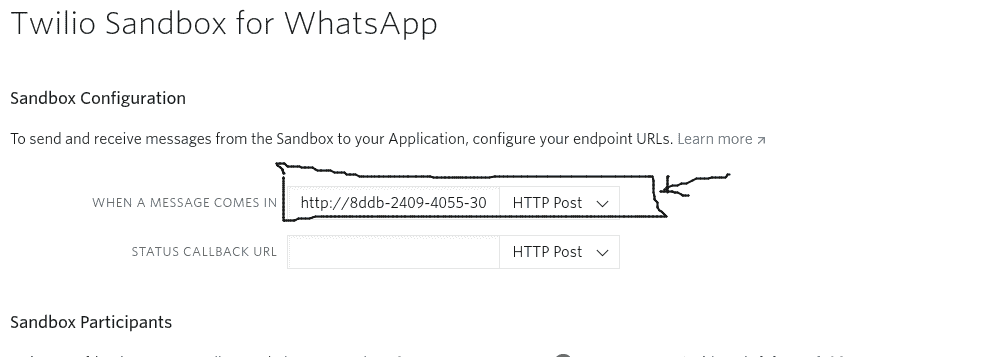 Twilio Sandbox for WhatsApp
Sandbox Configuration
To send and receive messages from the Sandbox to your Application, configure your endpoint URLs. Learn more ↗
WHEN A MESSAGE COMES IN http://8ddb-2409-4055-30 HTTP Post
STATUS CALLBACK URL HTTP Post
Sandbox Participants